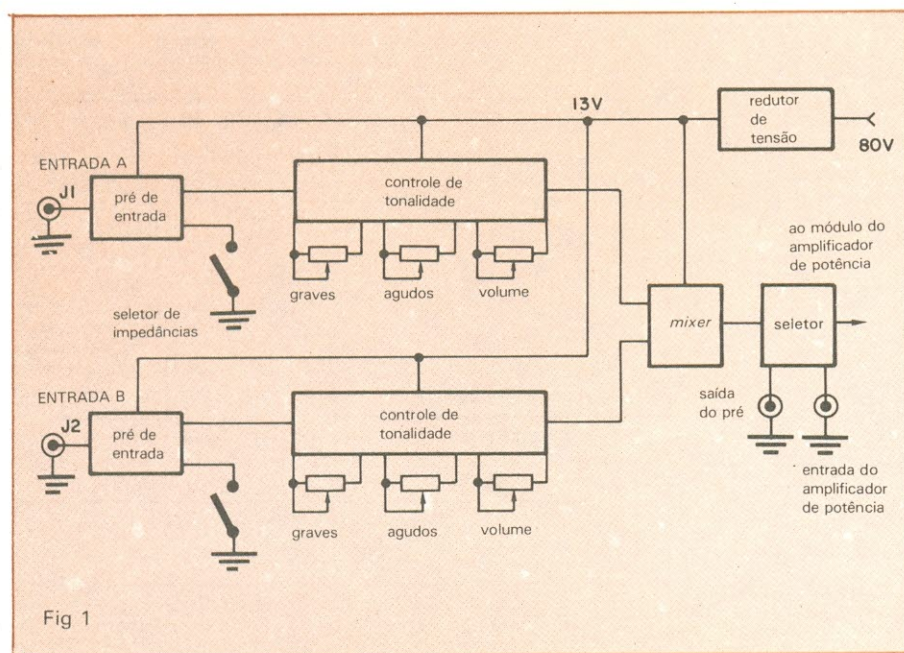 13V
redutor
de
tensão
80V
ENTRADA A
J1
pré de
entrada
controle de
tonalidade
graves
agudos
volume
seletor de
impedâncias
ao módulo do
amplificador
de potência
mixer
seletor
ENTRADA B
J2
pré de
entrada
controle de
tonalidade
graves
agudos
volume
saída
do pré
entrada do
amplificador
de potência
Fig 1